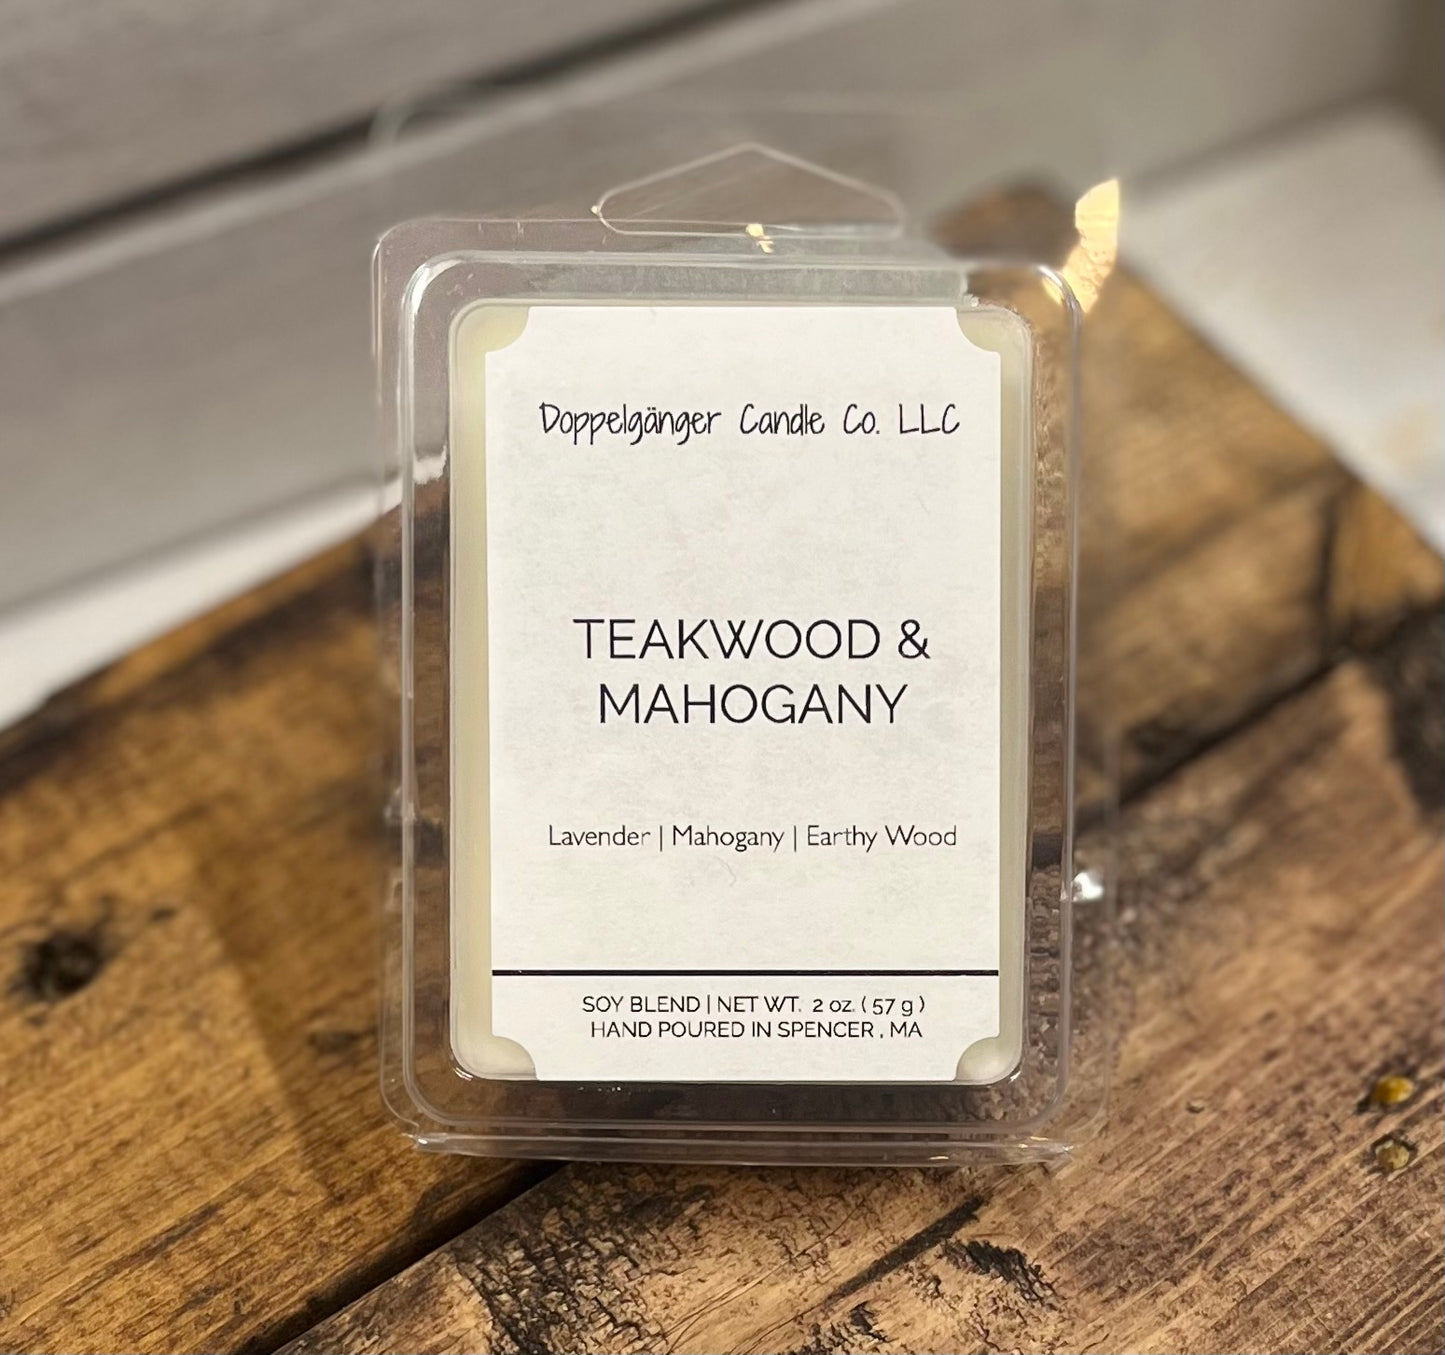 Doppelgänger Candle Co. LLC
TEAKWOOD &
MAHOGANY
Lavender | Mahogany | Earthy Wood
SOY BLEND | NET WT. 2 oz. ( 57 g )
HAND POURED IN SPENCER , MA